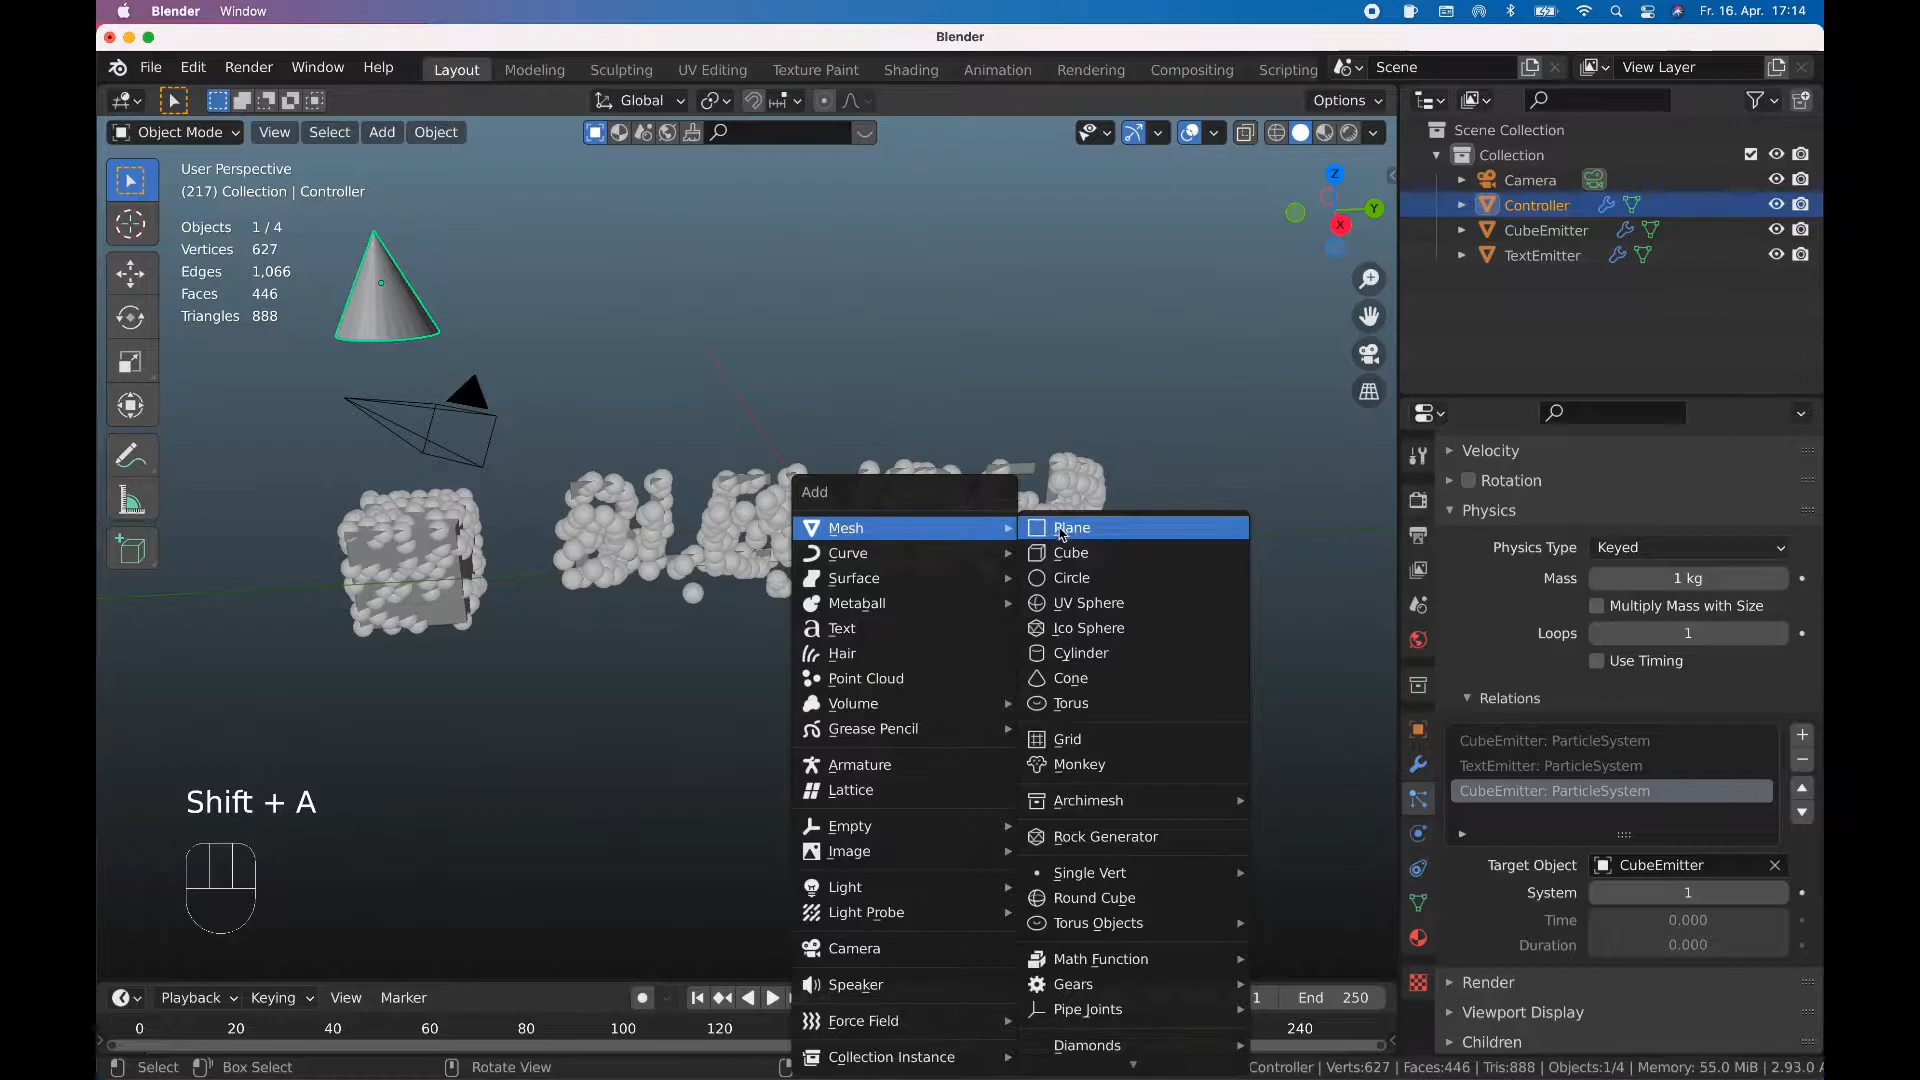 Blender Window Fr. 16. Apr. 17:14
Blender
File Edit Render Window Help Layout Modeling Sculpting UV Editing Texture Paint Shading Animation Rendering Compositing Scripting Scene View Layer
Global Options
Object Mode View Select Add Object
User Perspective
(217) Collection | Controller
Objects 1 / 4
Vertices 627
Edges 1,066
Faces 446
Triangles 888
Z
Y
X
Scene Collection
Collection
Camera
Controller
CubeEmitter
TextEmitter
Velocity
Rotation
Physics
Physics Type Keyed
Mass 1 kg
Multiply Mass with Size
Loops 1
Use Timing
Relations
CubeEmitter: ParticleSystem
TextEmitter: ParticleSystem
CubeEmitter: ParticleSystem
Target Object CubeEmitter
System 1
Time 0.000
Duration 0.000
Render
Viewport Display
Children
Add
Mesh
Curve
Surface
Metaball
Text
Hair
Point Cloud
Volume
Grease Pencil
Armature
Lattice
Empty
Image
Light
Light Probe
Camera
Speaker
Force Field
Collection Instance
Plane
Cube
Circle
UV Sphere
Ico Sphere
Cylinder
Cone
Torus
Grid
Monkey
Archimesh
Rock Generator
Single Vert
Round Cube
Torus Objects
Math Function
Gears
Pipe Joints
Diamonds
Shift + A
Playback Keying View Marker 1 End 250
0 20 40 60 80 100 120 240
Select Box Select Rotate View Controller | Verts:627 | Faces:446 | Tris:888 | Objects:1/4 | Memory: 55.0 MiB | 2.93.0